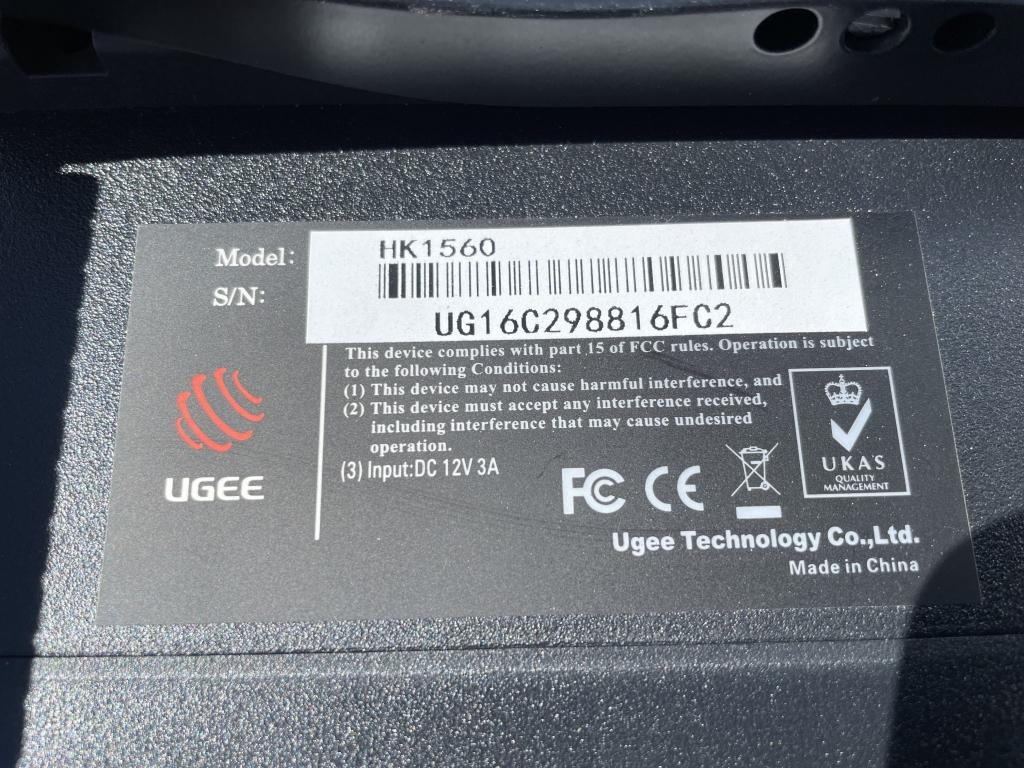 Model: HK1560
S/N: UG16C298816FC2
This device complies with part 15 of FCC rules. Operation is subject
to the following Conditions:
(1) This device may not cause harmful interference, and
(2) This device must accept any interference received,
including interference that may cause undesired
operation.
(3) Input:DC 12V 3A
UGEE
FC CE
UKAS
QUALITY
MANAGEMENT
Ugee Technology Co.,Ltd.
Made in China